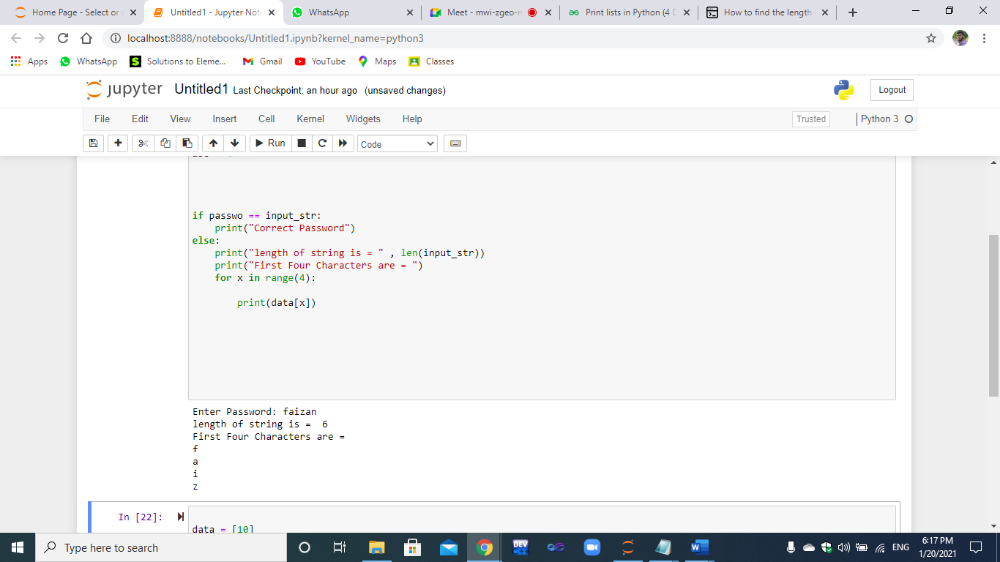 Home Page - Select or
Untitled1 - Jupyter Not
WhatsApp
Meet - mwi-zgeo-
Print lists in Python (4
How to find the length
localhost:8888/notebooks/Untitled1.ipynb?kernel_name=python3
Apps WhatsApp Solutions to Eleme... Gmail YouTube Maps Classes
jupyter Untitled1 Last Checkpoint: an hour ago (unsaved changes) Logout
File Edit View Insert Cell Kernel Widgets Help Trusted Python 3
Run Code
if passwo == input_str:
print("Correct Password")
else:
print("length of string is = " , len(input_str))
print("First Four Characters are = ")
for x in range(4):
print(data[x])
Enter Password: faizan
length of string is =  6
First Four Characters are =
f
a
i
z
In [22]:
data = [10]
Type here to search
DEV
ENG
6:17 PM
1/20/2021